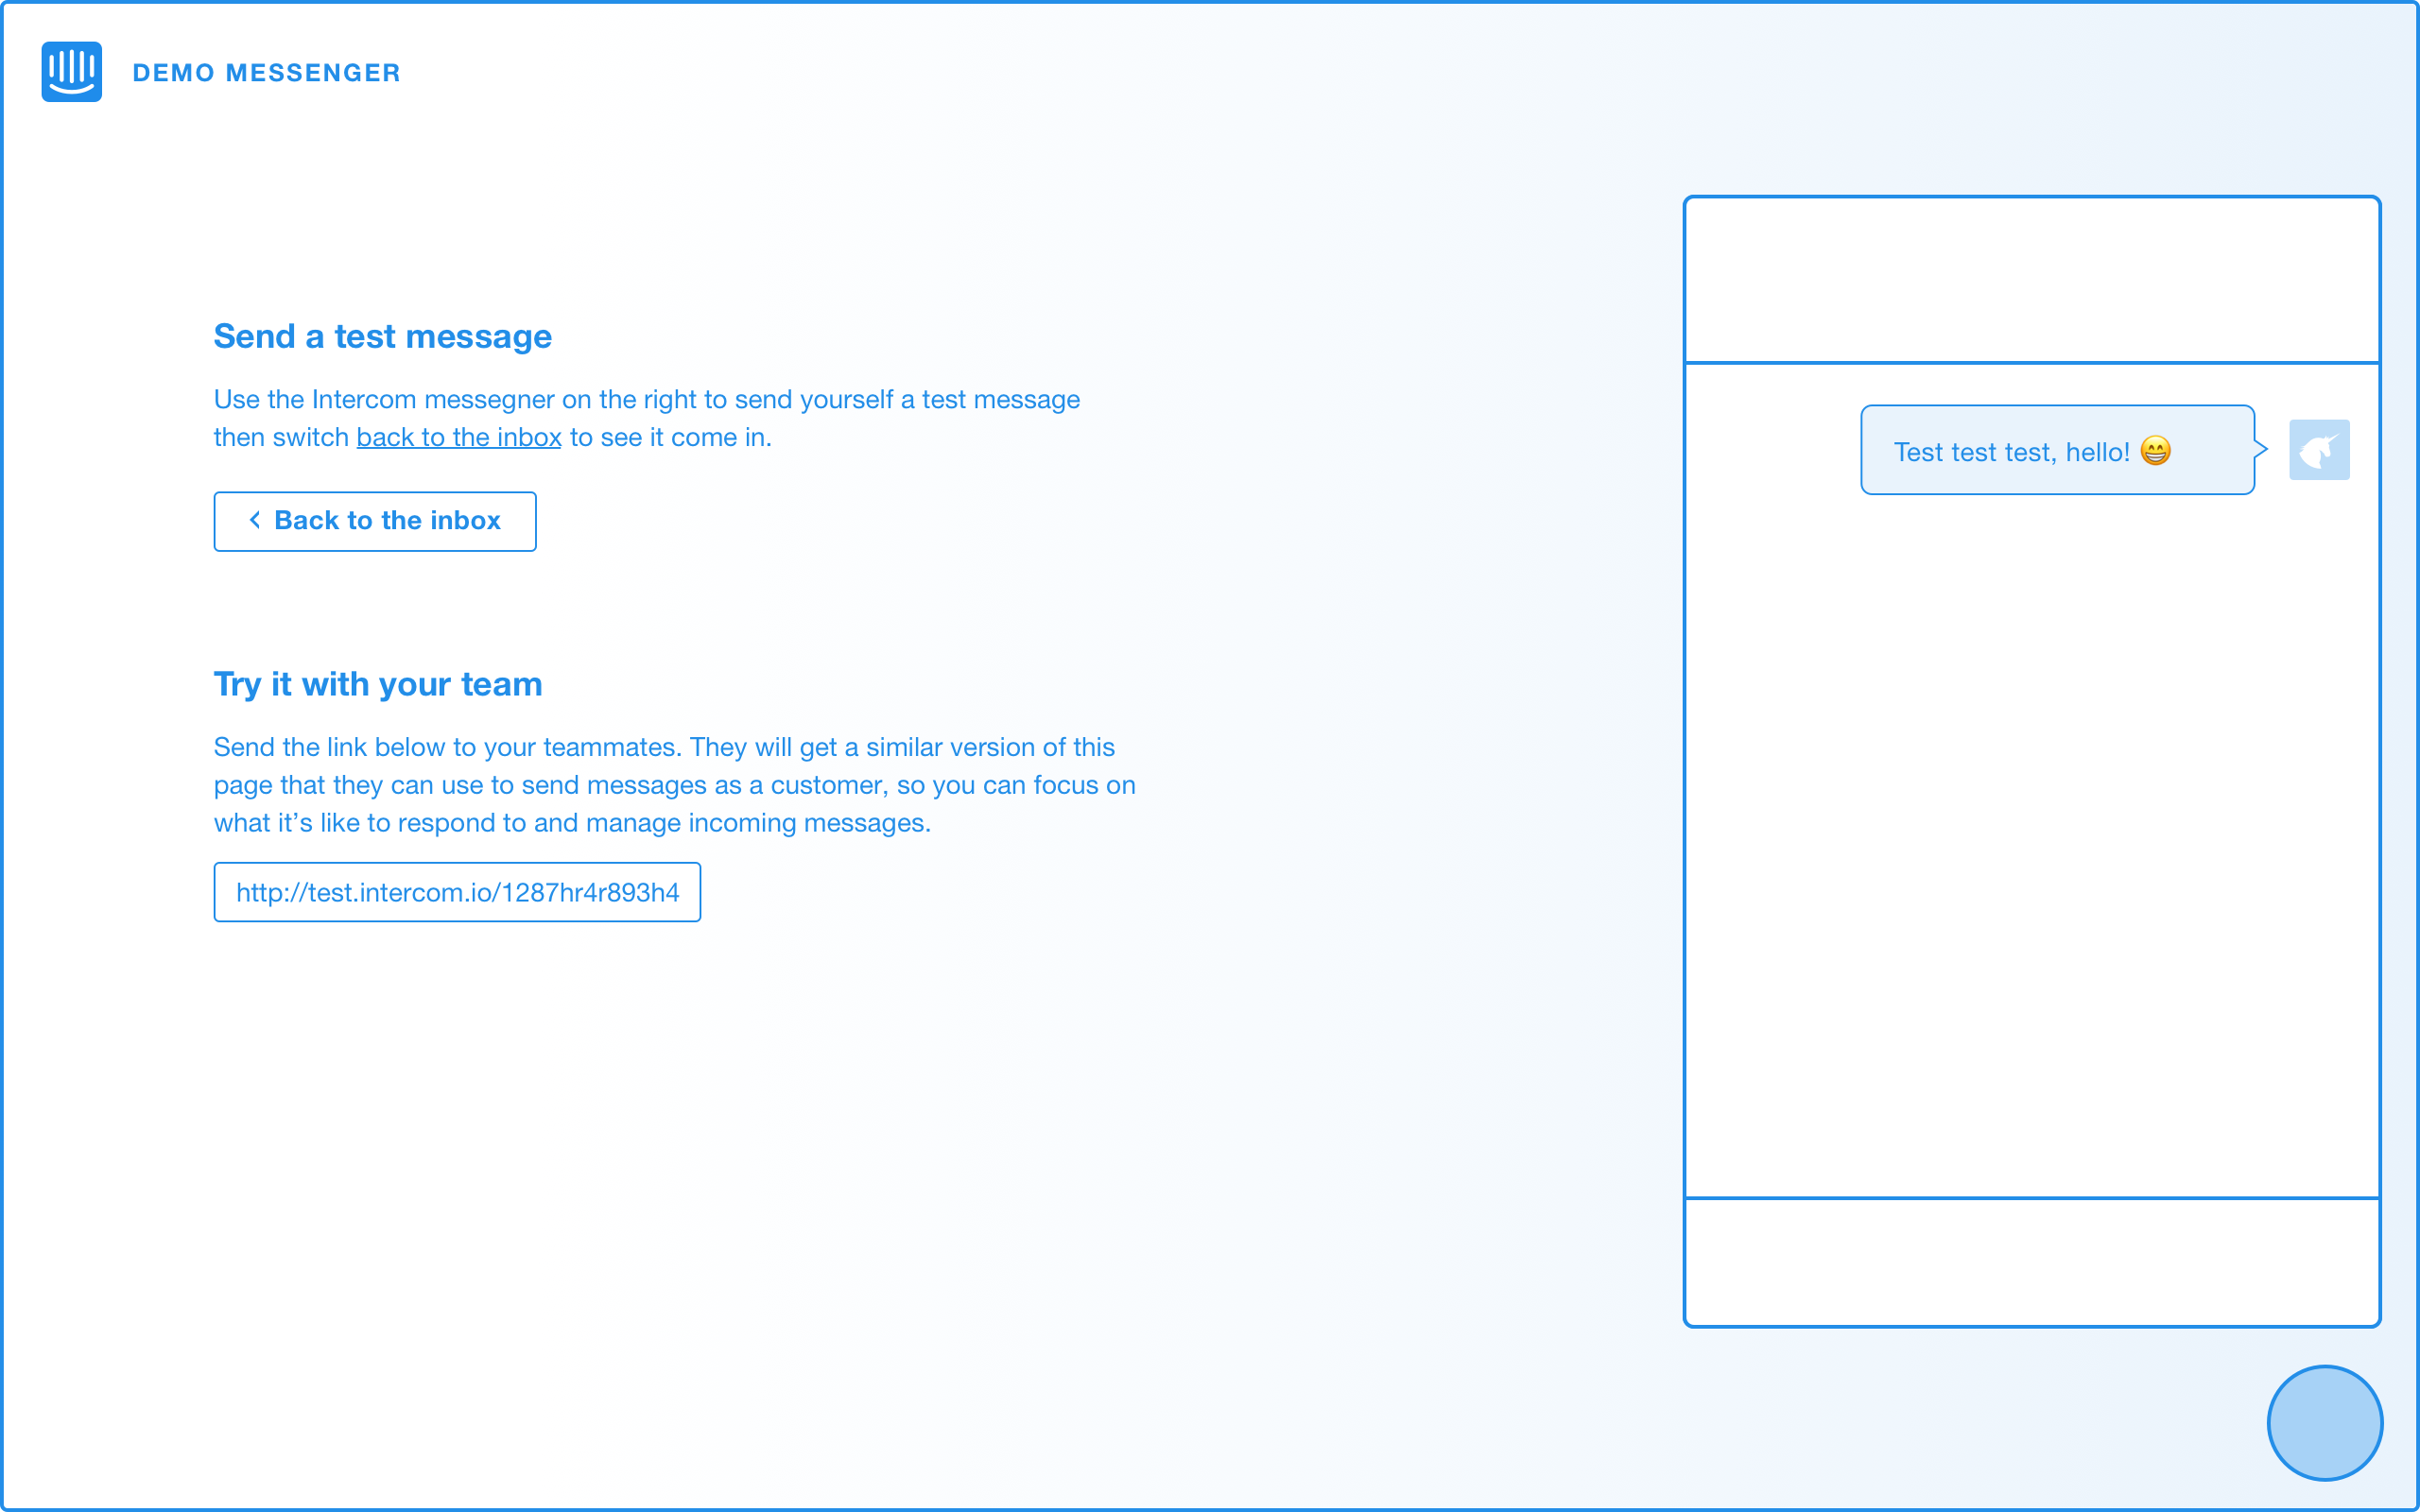 DEMO MESSENGER
Send a test message
Use the Intercom messegner on the right to send yourself a test message
then switch back to the inbox to see it come in.
Back to the inbox
Try it with your team
Send the link below to your teammates. They will get a similar version of this
page that they can use to send messages as a customer, so you can focus on
what it’s like to respond to and manage incoming messages.
http://test.intercom.io/1287hr4r893h4
Test test test, hello! 😁